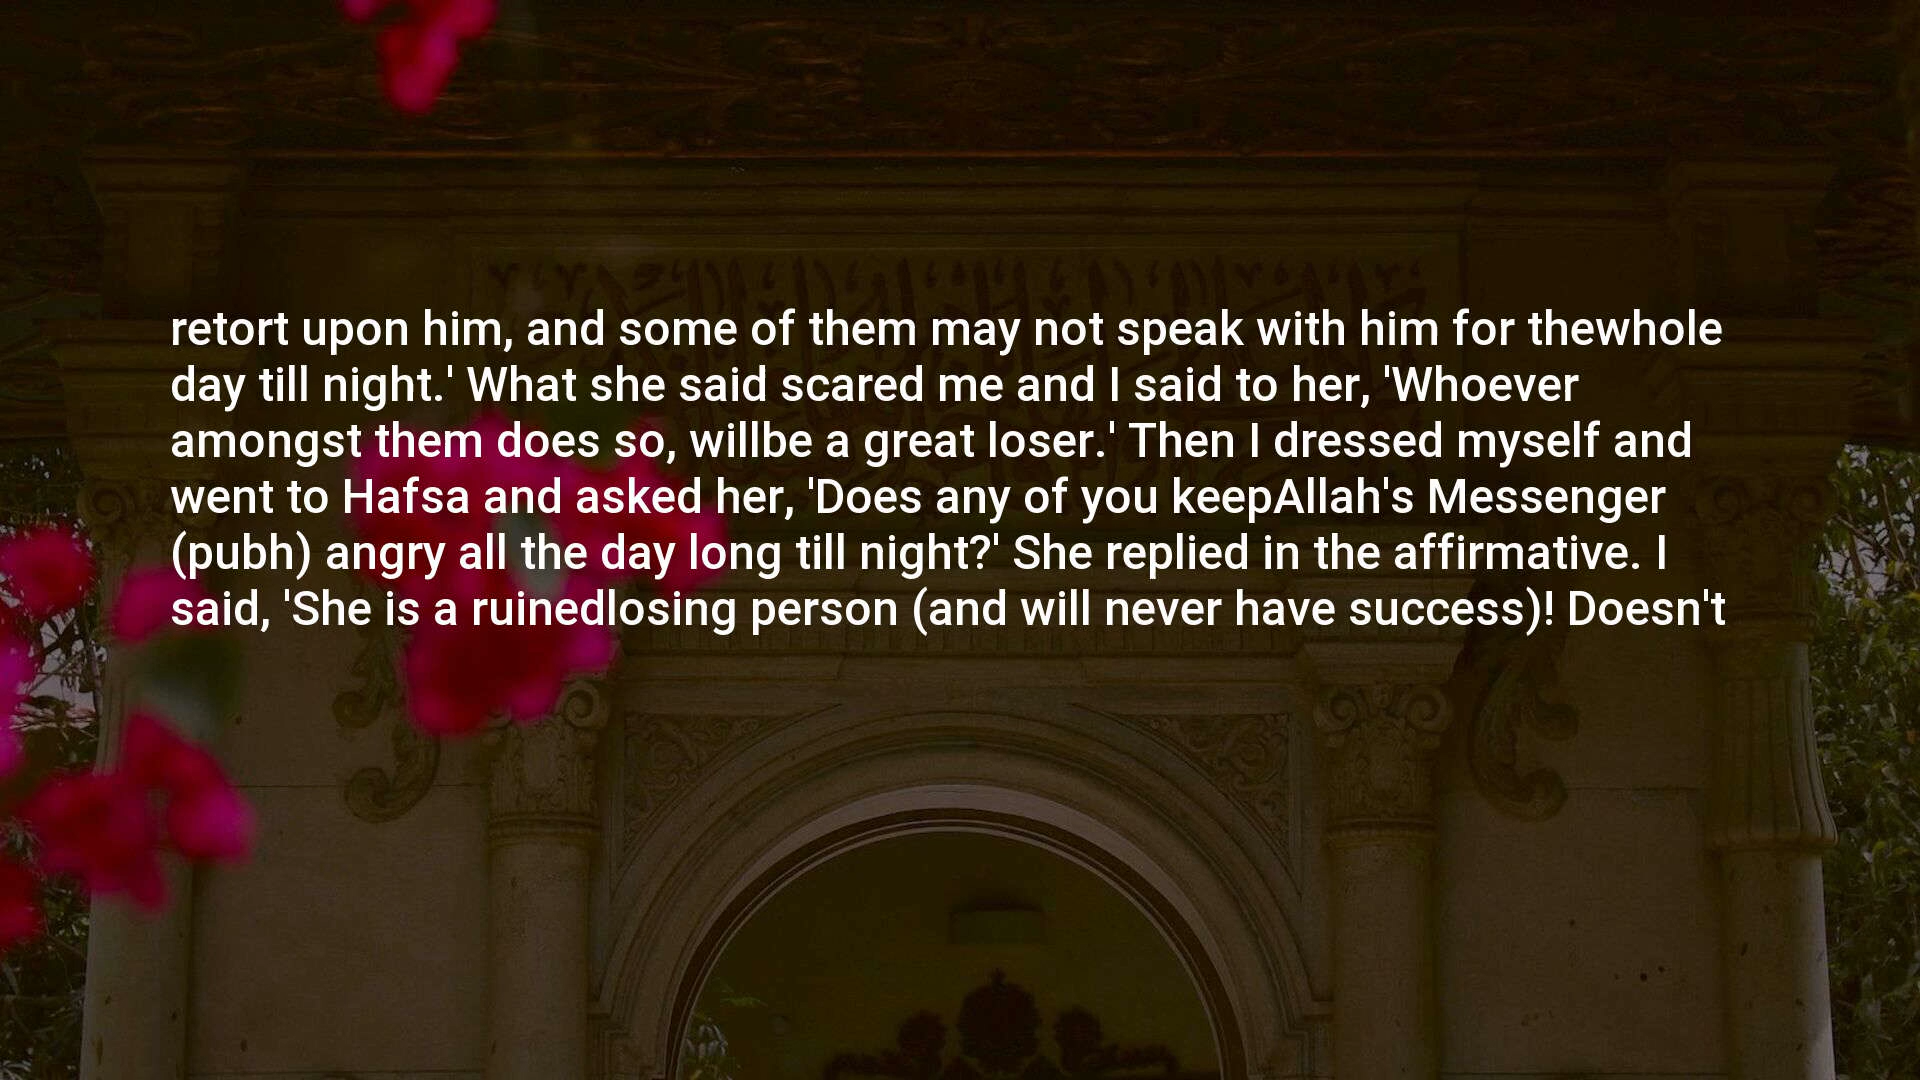 retort upon him, and some of them may not speak with him for thewhole
day till night.' What she said scared me and I said to her, 'Whoever
amongst them does so, willbe a great loser.' Then I dressed myself and
went to Hafsa and asked her, 'Does any of you keepAllah's Messenger
(pubh) angry all the day long till night?' She replied in the affirmative. I
said, 'She is a ruinedlosing person (and will never have success)! Doesn't